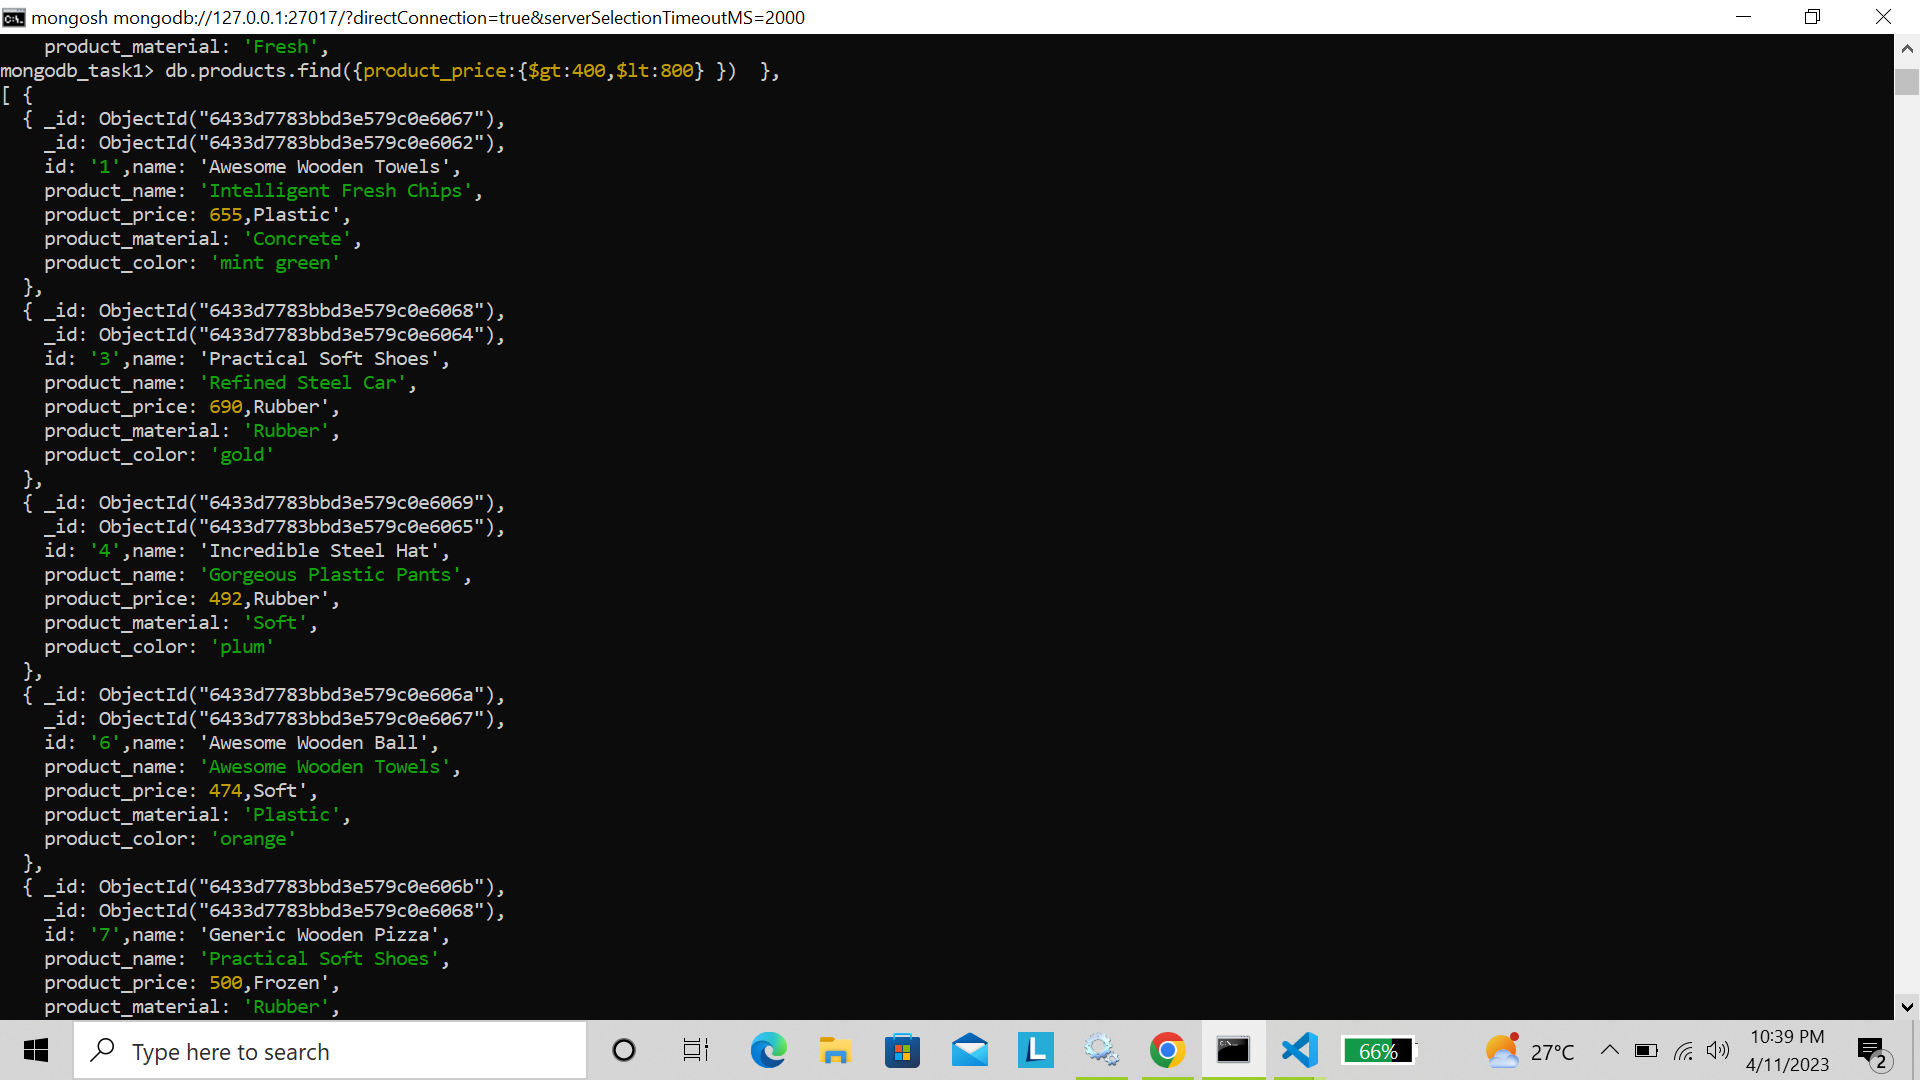 mongosh mongodb://127.0.0.1:27017/?directConnection=true&serverSelectionTimeoutMS=2000
    product_material: 'Fresh',
mongodb_task1> db.products.find({product_price:{$gt:400,$lt:800} })  },
[ {
  { _id: ObjectId("6433d7783bbd3e579c0e6067"),
    _id: ObjectId("6433d7783bbd3e579c0e6062"),
    id: '1',name: 'Awesome Wooden Towels',
    product_name: 'Intelligent Fresh Chips',
    product_price: 655,Plastic',
    product_material: 'Concrete',
    product_color: 'mint green'
  },
  { _id: ObjectId("6433d7783bbd3e579c0e6068"),
    _id: ObjectId("6433d7783bbd3e579c0e6064"),
    id: '3',name: 'Practical Soft Shoes',
    product_name: 'Refined Steel Car',
    product_price: 690,Rubber',
    product_material: 'Rubber',
    product_color: 'gold'
  },
  { _id: ObjectId("6433d7783bbd3e579c0e6069"),
    _id: ObjectId("6433d7783bbd3e579c0e6065"),
    id: '4',name: 'Incredible Steel Hat',
    product_name: 'Gorgeous Plastic Pants',
    product_price: 492,Rubber',
    product_material: 'Soft',
    product_color: 'plum'
  },
  { _id: ObjectId("6433d7783bbd3e579c0e606a"),
    _id: ObjectId("6433d7783bbd3e579c0e6067"),
    id: '6',name: 'Awesome Wooden Ball',
    product_name: 'Awesome Wooden Towels',
    product_price: 474,Soft',
    product_material: 'Plastic',
    product_color: 'orange'
  },
  { _id: ObjectId("6433d7783bbd3e579c0e606b"),
    _id: ObjectId("6433d7783bbd3e579c0e6068"),
    id: '7',name: 'Generic Wooden Pizza',
    product_name: 'Practical Soft Shoes',
    product_price: 500,Frozen',
    product_material: 'Rubber',
Type here to search
L
66%
27°C
10:39 PM
4/11/2023
2